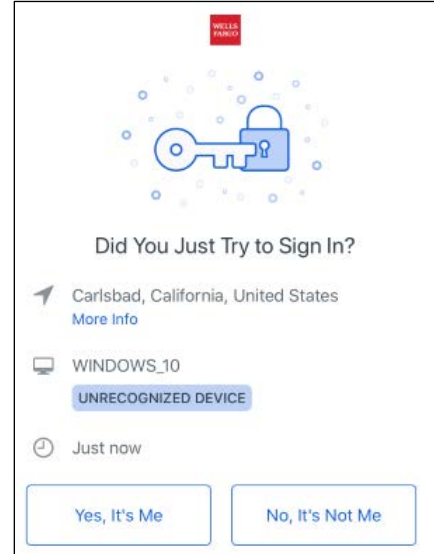 WELLS
FARGO
Did You Just Try to Sign In?
Carlsbad, California, United States
More Info
WINDOWS_10
UNRECOGNIZED DEVICE
Just now
Yes, It's Me
No, It's Not Me